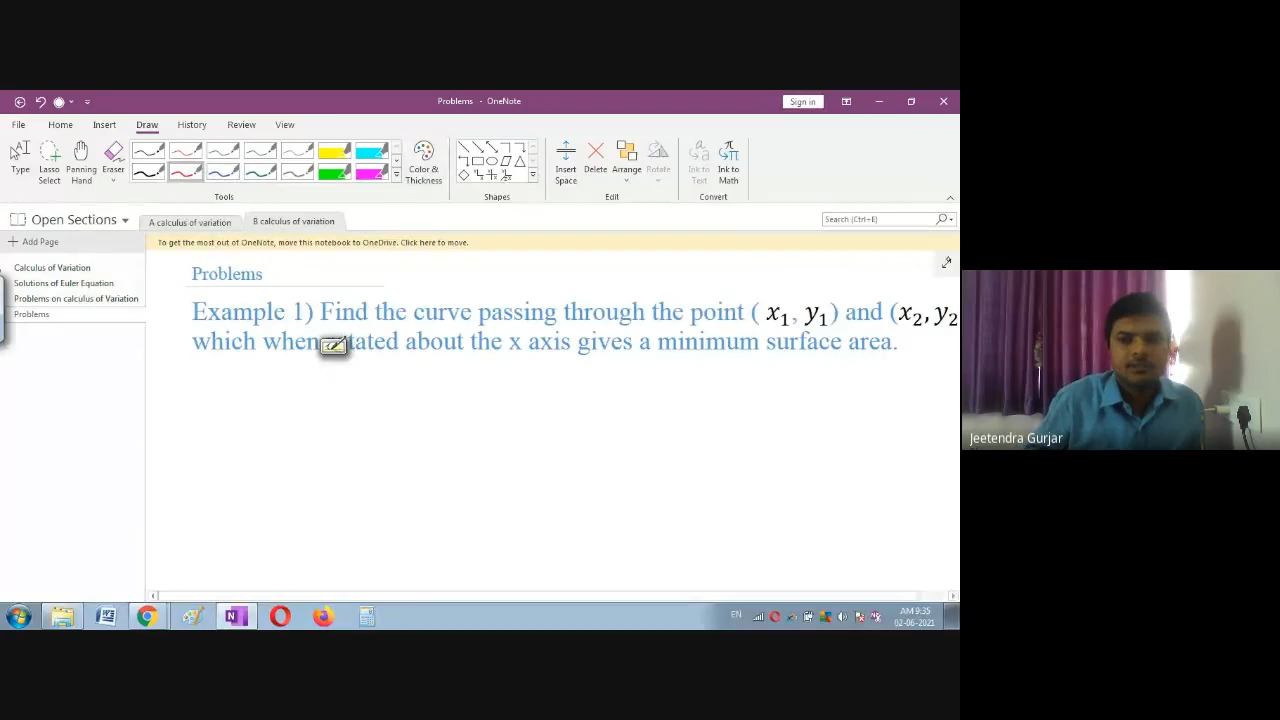 Problems - OneNote
Sign in
File Home Insert Draw History Review View
Type
Lasso Select
Panning Hand
Eraser
Color & Thickness
Insert Space
Delete
Arrange
Rotate
Ink to Text
Ink to Math
Tools
Shapes
Edit
Convert
Open Sections
A calculus of variation
B calculus of variation
Search (Ctrl+E)
Add Page
To get the most out of OneNote, move this notebook to OneDrive. Click here to move.
Calculus of Variation
Solutions of Euler Equation
Problems on calculus of Variation
Problems
Problems
Example 1) Find the curve passing through the point ( x₁, y₁) and (x₂, y₂
which when tated about the x axis gives a minimum surface area.
Jeetendra Gurjar
EN
AM 9:35
02-06-2021